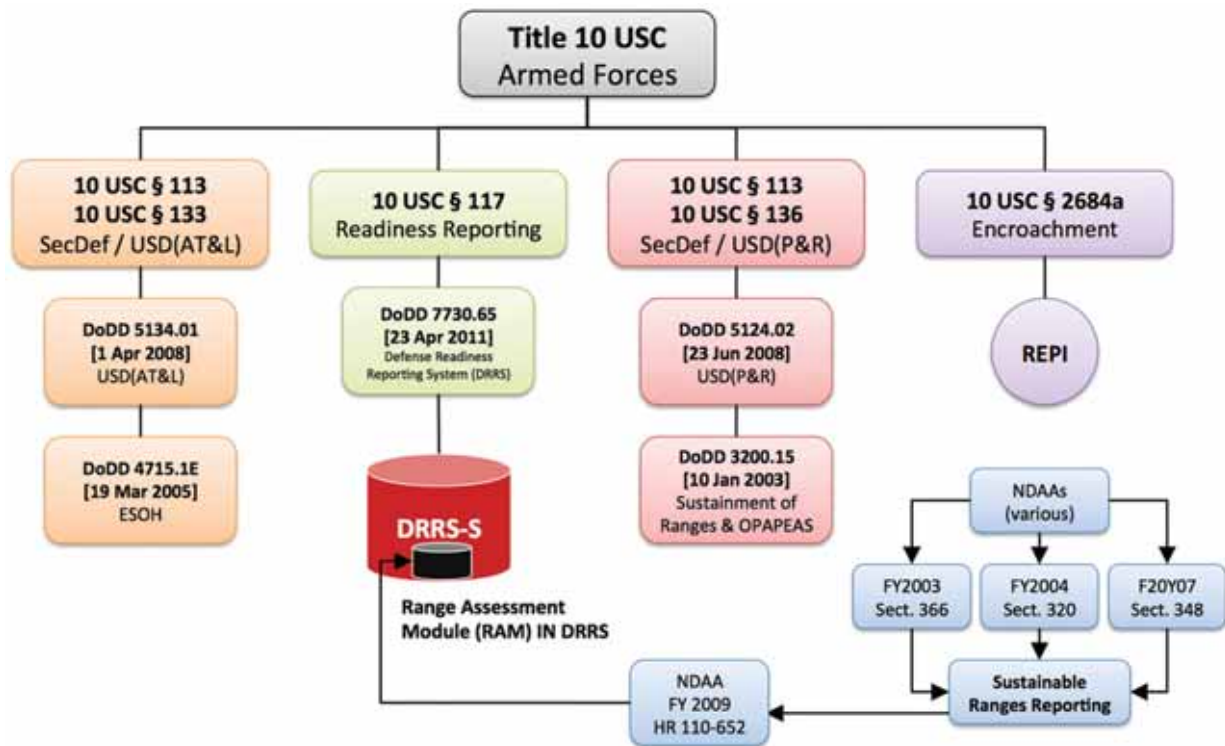 Title 10 USC
Armed Forces
10 USC § 113
10 USC § 133
SecDef / USD(AT&L)
10 USC § 117
Readiness Reporting
10 USC § 113
10 USC § 136
SecDef / USD(P&R)
10 USC § 2684a
Encroachment
DoDD 5134.01
[1 Apr 2008]
USD(AT&L)
DoDD 7730.65
[23 Apr 2011]
Defense Readiness
Reporting System (DRRS)
DoDD 5124.02
[23 Jun 2008]
USD(P&R)
REPI
DoDD 4715.1E
[19 Mar 2005]
ESOH
DRRS-S
Range Assessment
Module (RAM) IN DRRS
DoDD 3200.15
[10 Jan 2003]
Sustainment of
Ranges & OPAPEAS
NDAAs
(various)
FY2003
Sect. 366
FY2004
Sect. 320
F20Y07
Sect. 348
Sustainable
Ranges Reporting
NDAA
FY 2009
HR 110-652